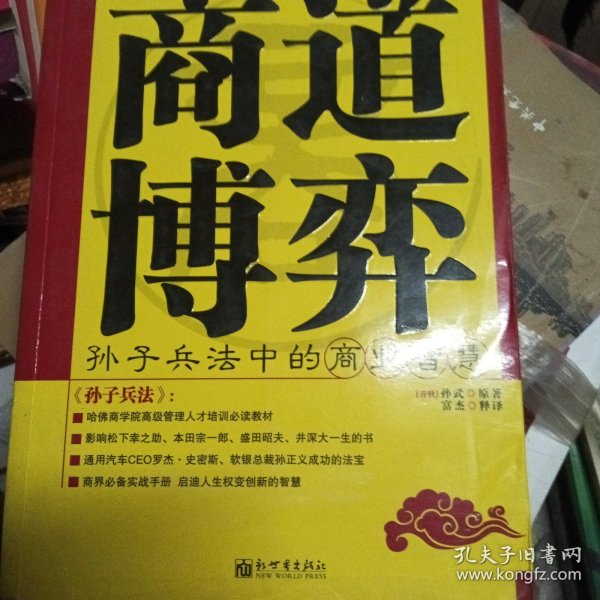 商道
博弈
孙子兵法中的商业智慧
[春秋]孙武 原著
富杰 释译
《孙子兵法》：
■哈佛商学院高级管理人才培训必读教材
■影响松下幸之助、本田宗一郎、盛田昭夫、井深大一生的书
■通用汽车CEO罗杰·史密斯、软银总裁孙正义成功的法宝
■商界必备实战手册 启迪人生权变创新的智慧
新世界出版社
NEW WORLD PRESS
孔夫子旧书网
www.kongfz.com